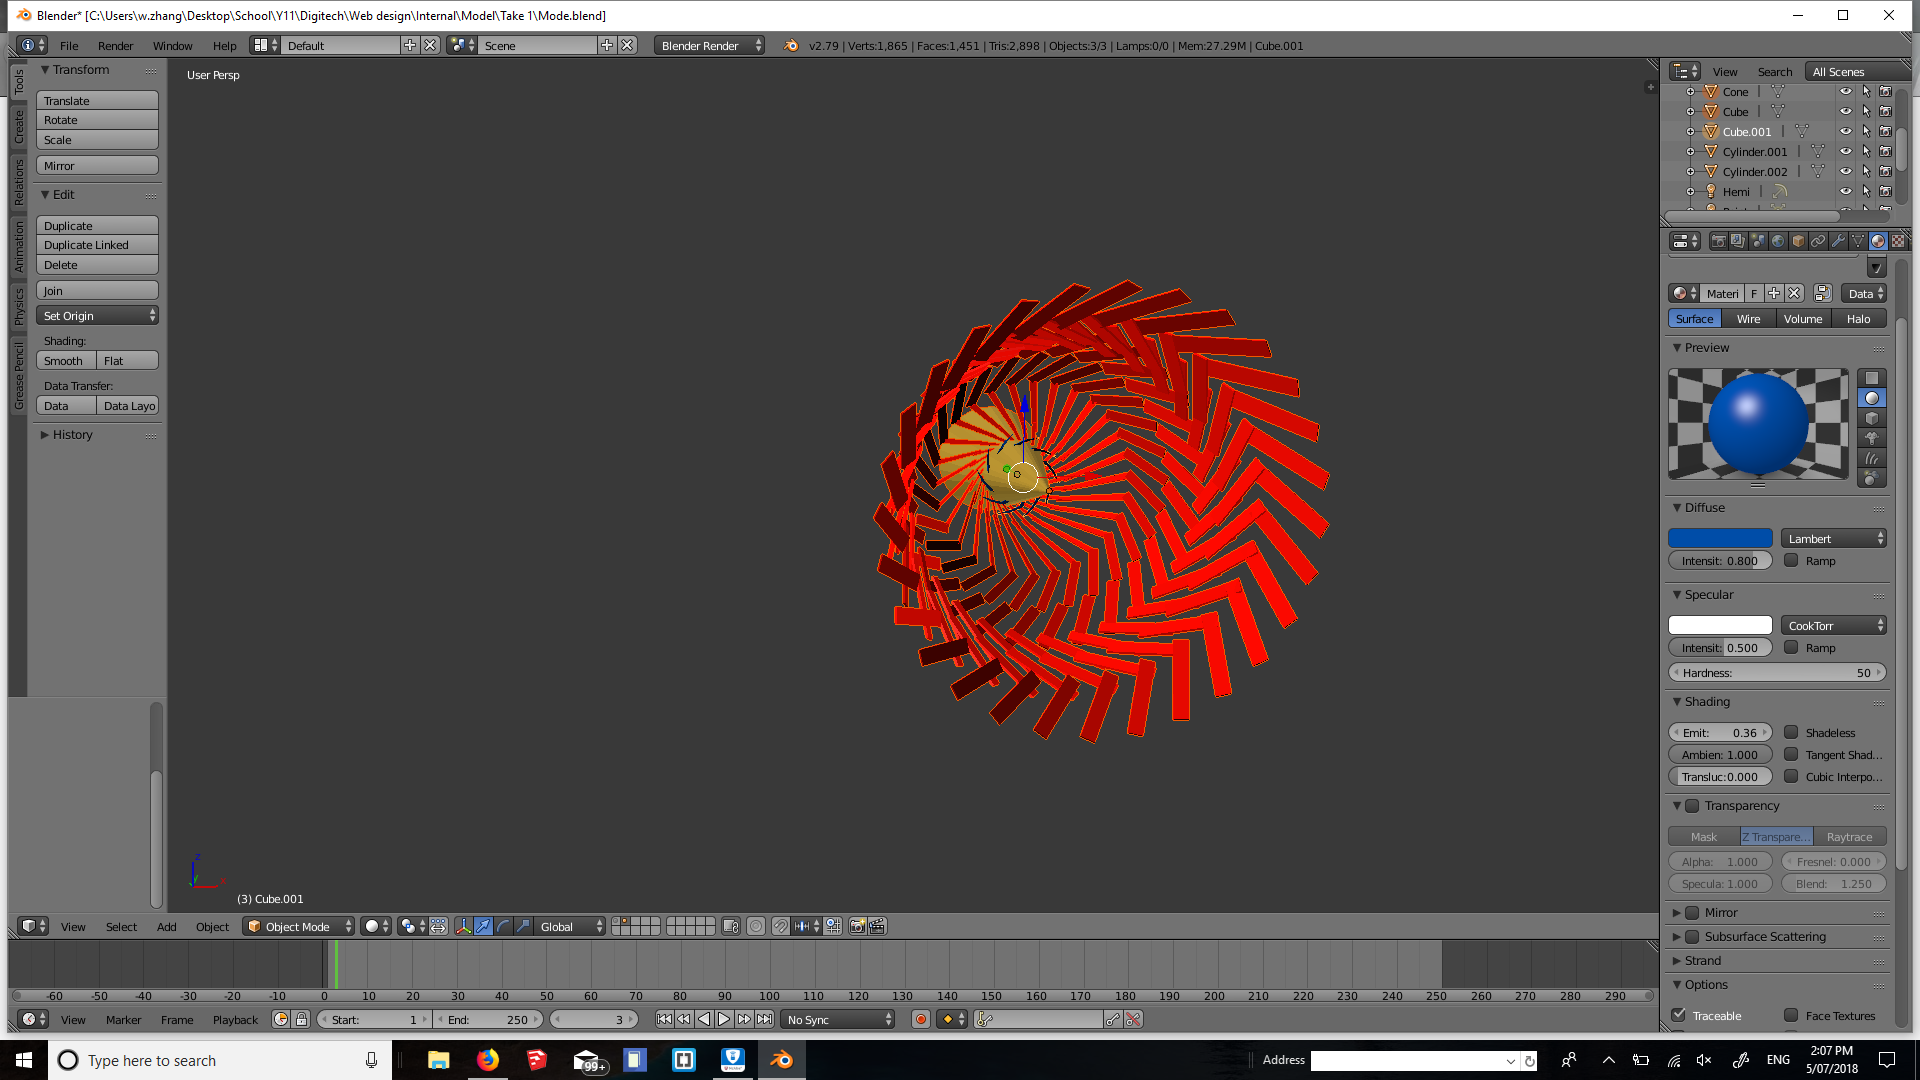 Blender* [C:\Users\w.zhang\Desktop\School\Y11\Digitech\Web design\Internal\Model\Take 1\Mode.blend]
File Render Window Help Default Scene Blender Render v2.79 | Verts:1,865 | Faces:1,451 | Tris:2,898 | Objects:3/3 | Lamps:0/0 | Mem:27.29M | Cube.001
Tools
Create
Relations
Animation
Physics
Grease Pencil
Transform
Translate
Rotate
Scale
Mirror
Edit
Duplicate
Duplicate Linked
Delete
Join
Set Origin
Shading:
Smooth Flat
Data Transfer:
Data Data Layo
History
User Persp
z
y
x
(3) Cube.001
View Search All Scenes
Cone
Cube
Cube.001
Cylinder.001
Cylinder.002
Hemi
Materi F Data
Surface Wire Volume Halo
Preview
Diffuse
Lambert
Intensit: 0.800 Ramp
Specular
CookTorr
Intensit: 0.500 Ramp
Hardness: 50
Shading
Emit: 0.36 Shadeless
Ambien: 1.000 Tangent Shad...
Transluc:0.000 Cubic Interpo...
Transparency
Mask Z Transpare... Raytrace
Alpha: 1.000 Fresnel: 0.000
Specula: 1.000 Blend: 1.250
Mirror
Subsurface Scattering
Strand
Options
Traceable Face Textures
View Select Add Object Object Mode Global
-60 -50 -40 -30 -20 -10 0 10 20 30 40 50 60 70 80 90 100 110 120 130 140 150 160 170 180 190 200 210 220 230 240 250 260 270 280 290
View Marker Frame Playback Start: 1 End: 250 3 No Sync
Type here to search 99+ Address ENG 2:07 PM
5/07/2018